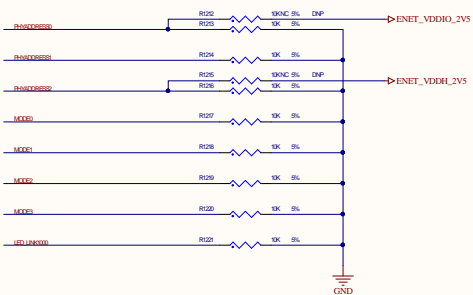 R1212 10KNC 5% DNP ENET_VDDIO_2V5
PHYADDRESS0 R1213 10K 5%
PHYADDRESS1 R1214 10K 5%
R1215 10KNC 5% DNP ENET_VDDH_2V5
PHYADDRESS2 R1216 10K 5%
MODE0 R1217 10K 5%
MODE1 R1218 10K 5%
MODE2 R1219 10K 5%
MODE3 R1220 10K 5%
LED_LINK1000 R1221 10K 5%
GND